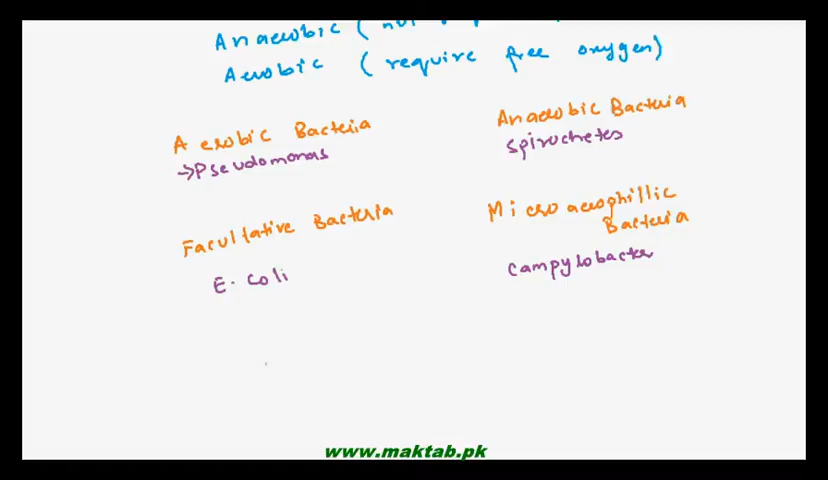 Anaerobic (not
Aerobic (require free oxygen)
Aerobic Bacteria
→Pseudomonas
Anaerobic Bacteria
Spirochetes
Facultative Bacteria
E. coli
Microaerophillic
Bacteria
Campylobacter
www.maktab.pk